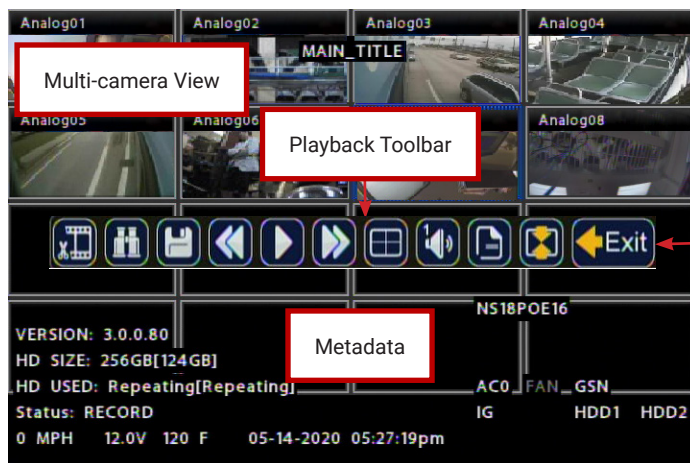 Analog01 Analog02 Analog03 Analog04
MAIN_TITLE
Multi-camera View
Analog05 Analog06 Analog08
Playback Toolbar
1
Exit
NS18POE16
VERSION: 3.0.0.80
Metadata
HD SIZE: 256GB[124GB]
HD USED: Repeating[Repeating] AC0 FAN GSN
Status: RECORD IG HDD1 HDD2
0 MPH 12.0V 120 F 05-14-2020 05:27:19pm